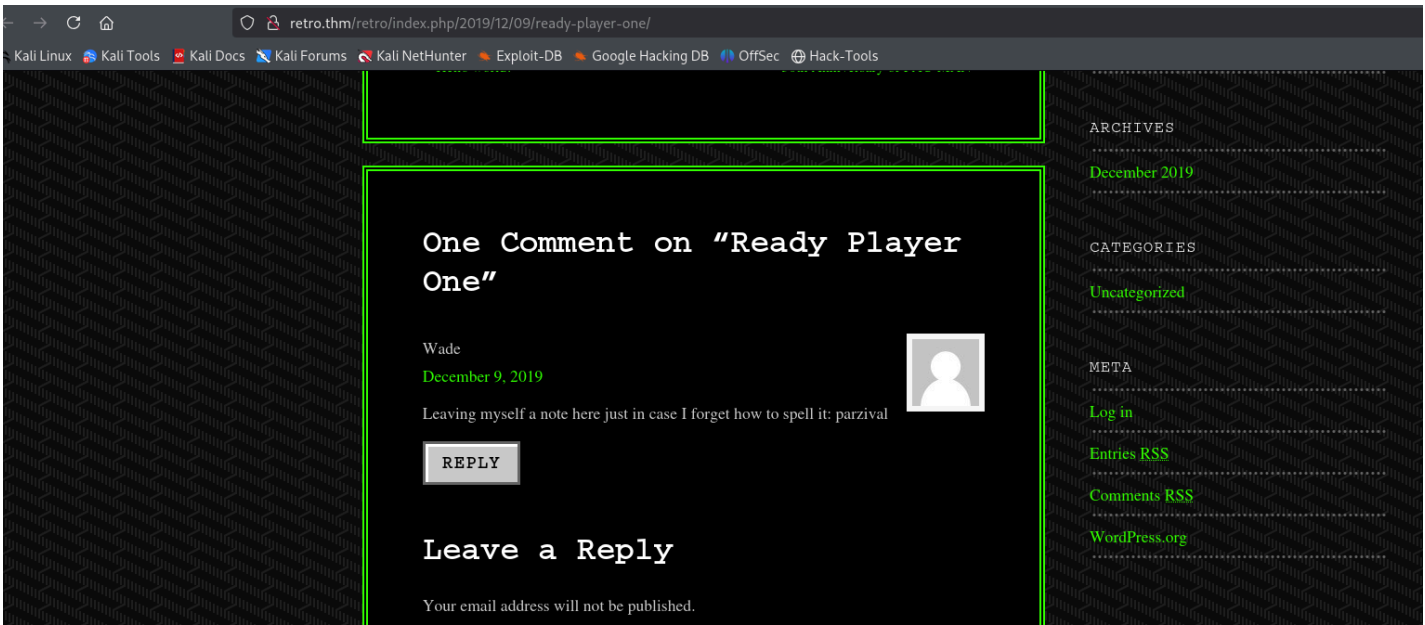 retro.thm/retro/index.php/2019/12/09/ready-player-one/
Kali Linux Kali Tools Kali Docs Kali Forums Kali NetHunter Exploit-DB Google Hacking DB OffSec Hack-Tools
One Comment on “Ready Player
One”
Wade
December 9, 2019
Leaving myself a note here just in case I forget how to spell it: parzival
REPLY
Leave a Reply
Your email address will not be published.
ARCHIVES
December 2019
CATEGORIES
Uncategorized
META
Log in
Entries RSS
Comments RSS
WordPress.org